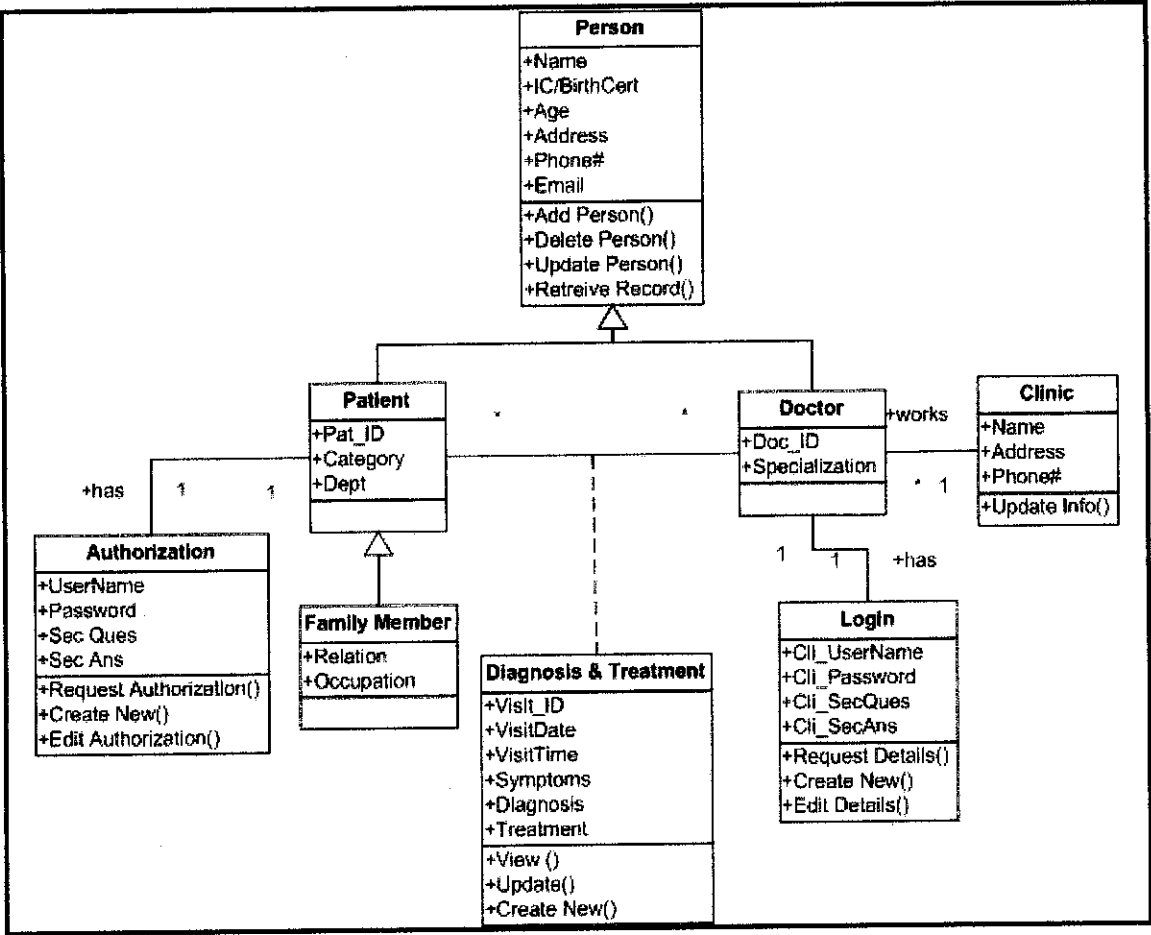 Person
+Name
+IC/BirthCert
+Age
+Address
+Phone#
+Email
+Add Person()
+Delete Person()
+Update Person()
+Retreive Record()
Patient
+Pat_ID
+Category
+Dept
*
*
Doctor
+Doc_ID
+Specialization
+works
* 1
Clinic
+Name
+Address
+Phone#
+Update Info()
+has
1
1
Authorization
+UserName
+Password
+Sec Ques
+Sec Ans
+Request Authorization()
+Create New()
+Edit Authorization()
Family Member
+Relation
+Occupation
Diagnosis & Treatment
+Visit_ID
+VisitDate
+VisitTime
+Symptoms
+Diagnosis
+Treatment
+View ()
+Update()
+Create New()
1
1
+has
Login
+Cli_UserName
+Cli_Password
+Cli_SecQues
+Cli_SecAns
+Request Details()
+Create New()
+Edit Details()